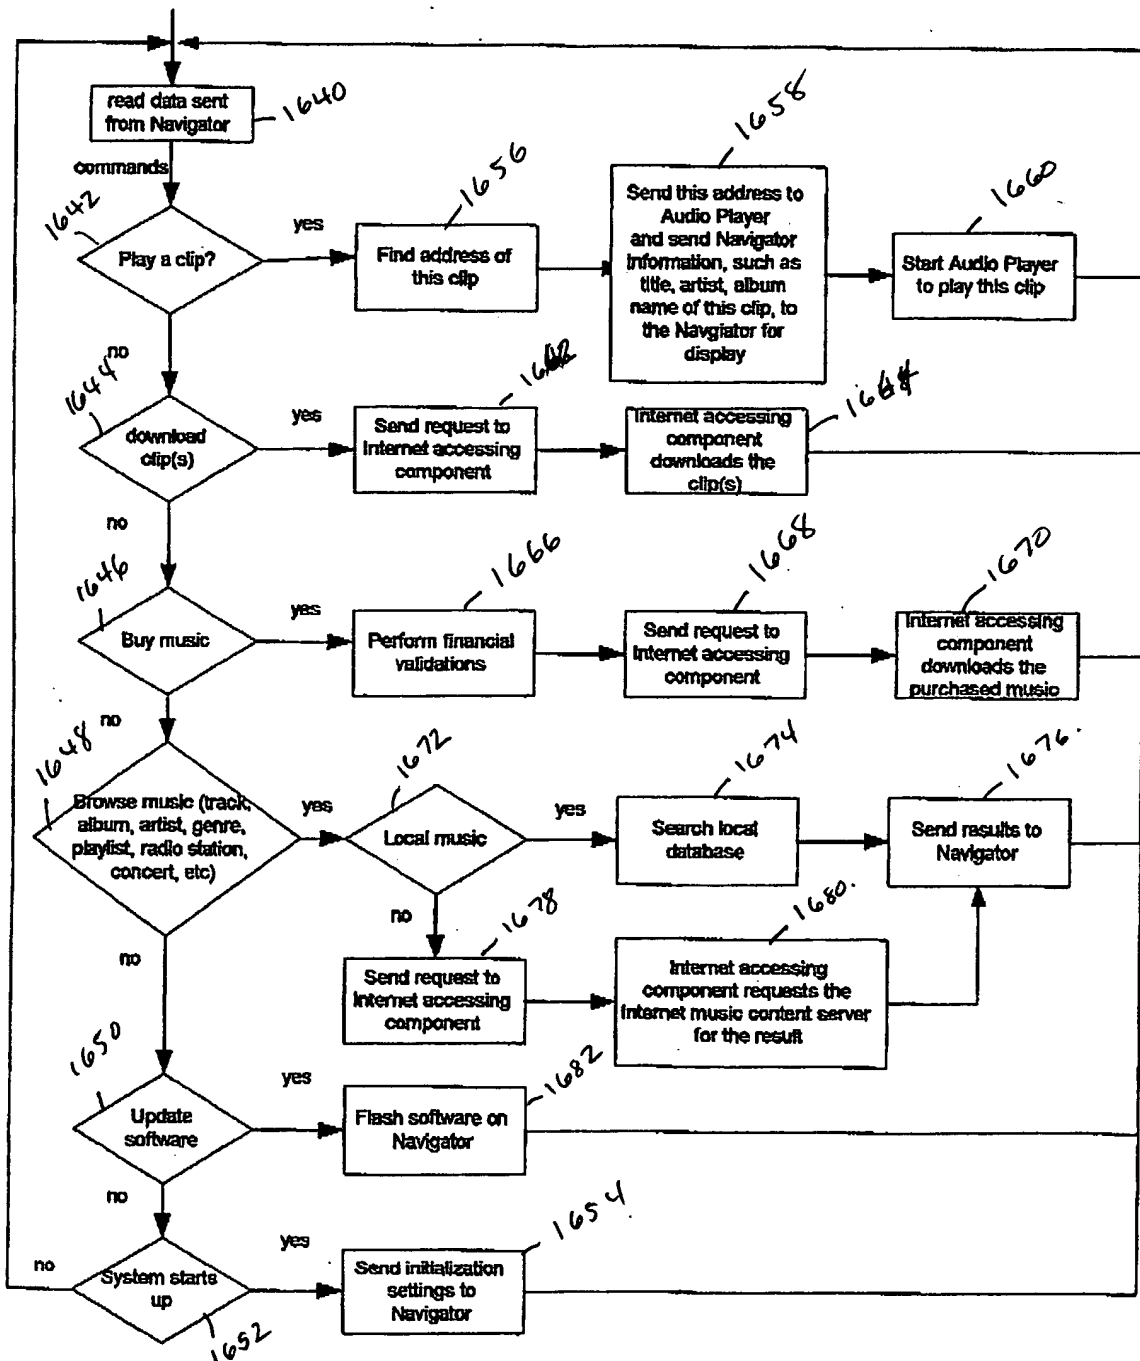 read data sent
from Navigator
1640
commands
1642
Play a clip?
yes
1656
Find address of
this clip
1658
Send this address to
Audio Player
and send Navigator
Information, such as
title, artist, album
name of this clip, to
the Navgiator for
display
1660
Start Audio Player
to play this clip
no
1644
download
clip(s)
yes
Send request to
Internet accessing
component
Internet accessing
component
downloads the
clip(s)
no
1646
Buy music
yes
1666
Perform financial
validations
1668
Send request to
Internet accessing
component
1670
Internet accessing
component
downloads the
purchased music
no
1648
Browse music (track,
album, artist, genre,
playlist, radio station,
concert, etc)
yes
1672
Local music
yes
1674
Search local
database
1676.
Send results to
Navigator
no
1678
Send request to
Internet accessing
component
1680.
Internet accessing
component requests the
Internet music content server
for the result
no
1650
Update
software
yes
1682
Flash software on
Navigator
no
no
System starts
up
1652
yes
1654
Send initialization
settings to
Navigator